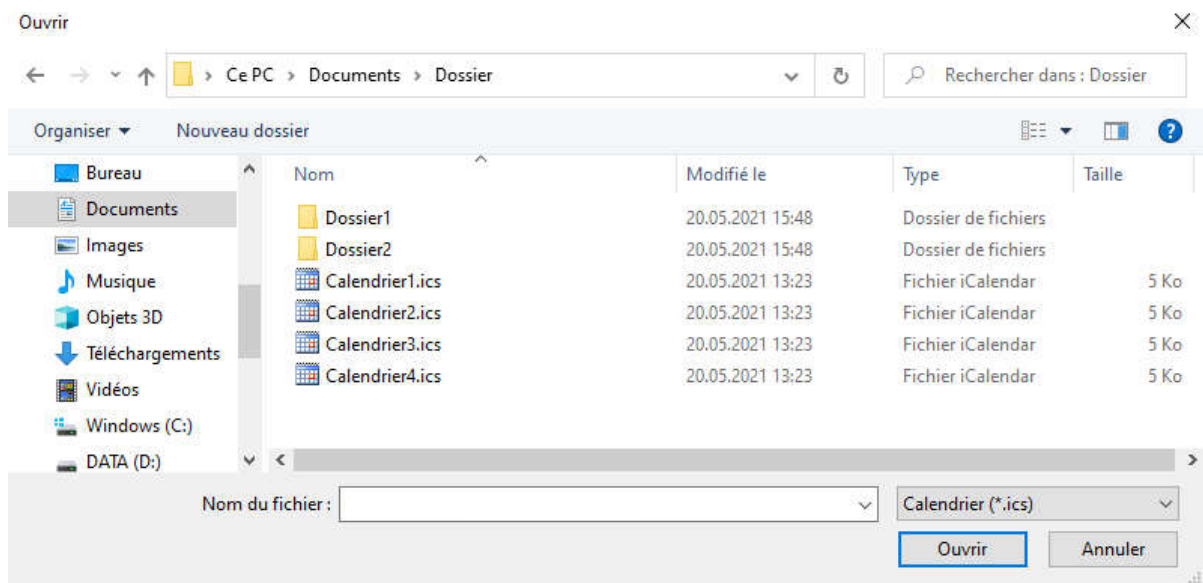 Ouvrir
Ce PC > Documents > Dossier
Rechercher dans : Dossier
Organiser
Nouveau dossier
Bureau
Documents
Images
Musique
Objets 3D
Téléchargements
Vidéos
Windows (C:)
DATA (D:)
Nom Modifié le Type Taille
Dossier1 20.05.2021 15:48 Dossier de fichiers
Dossier2 20.05.2021 15:48 Dossier de fichiers
Calendrier1.ics 20.05.2021 13:23 Fichier iCalendar 5 Ko
Calendrier2.ics 20.05.2021 13:23 Fichier iCalendar 5 Ko
Calendrier3.ics 20.05.2021 13:23 Fichier iCalendar 5 Ko
Calendrier4.ics 20.05.2021 13:23 Fichier iCalendar 5 Ko
Nom du fichier :
Calendrier (*.ics)
Ouvrir
Annuler